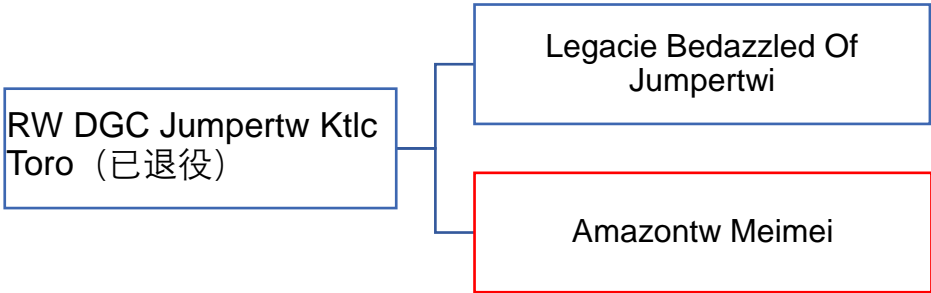 RW DGC Jumpertw Ktlc
Toro（已退役）
Legacie Bedazzled Of
Jumpertwi
Amazontw Meimei